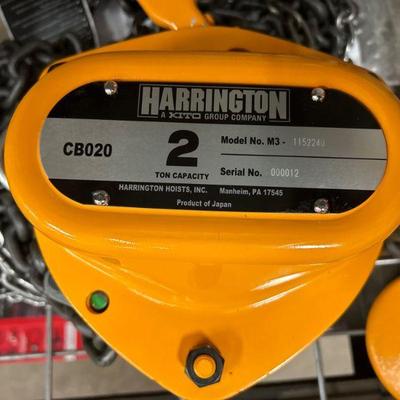 HARRINGTON
A KITO GROUP COMPANY
CB020
2
TON CAPACITY
Model No. M3 - 115224U
Serial No. 000012
HARRINGTON HOISTS, INC. Manheim, PA 17545
Product of Japan